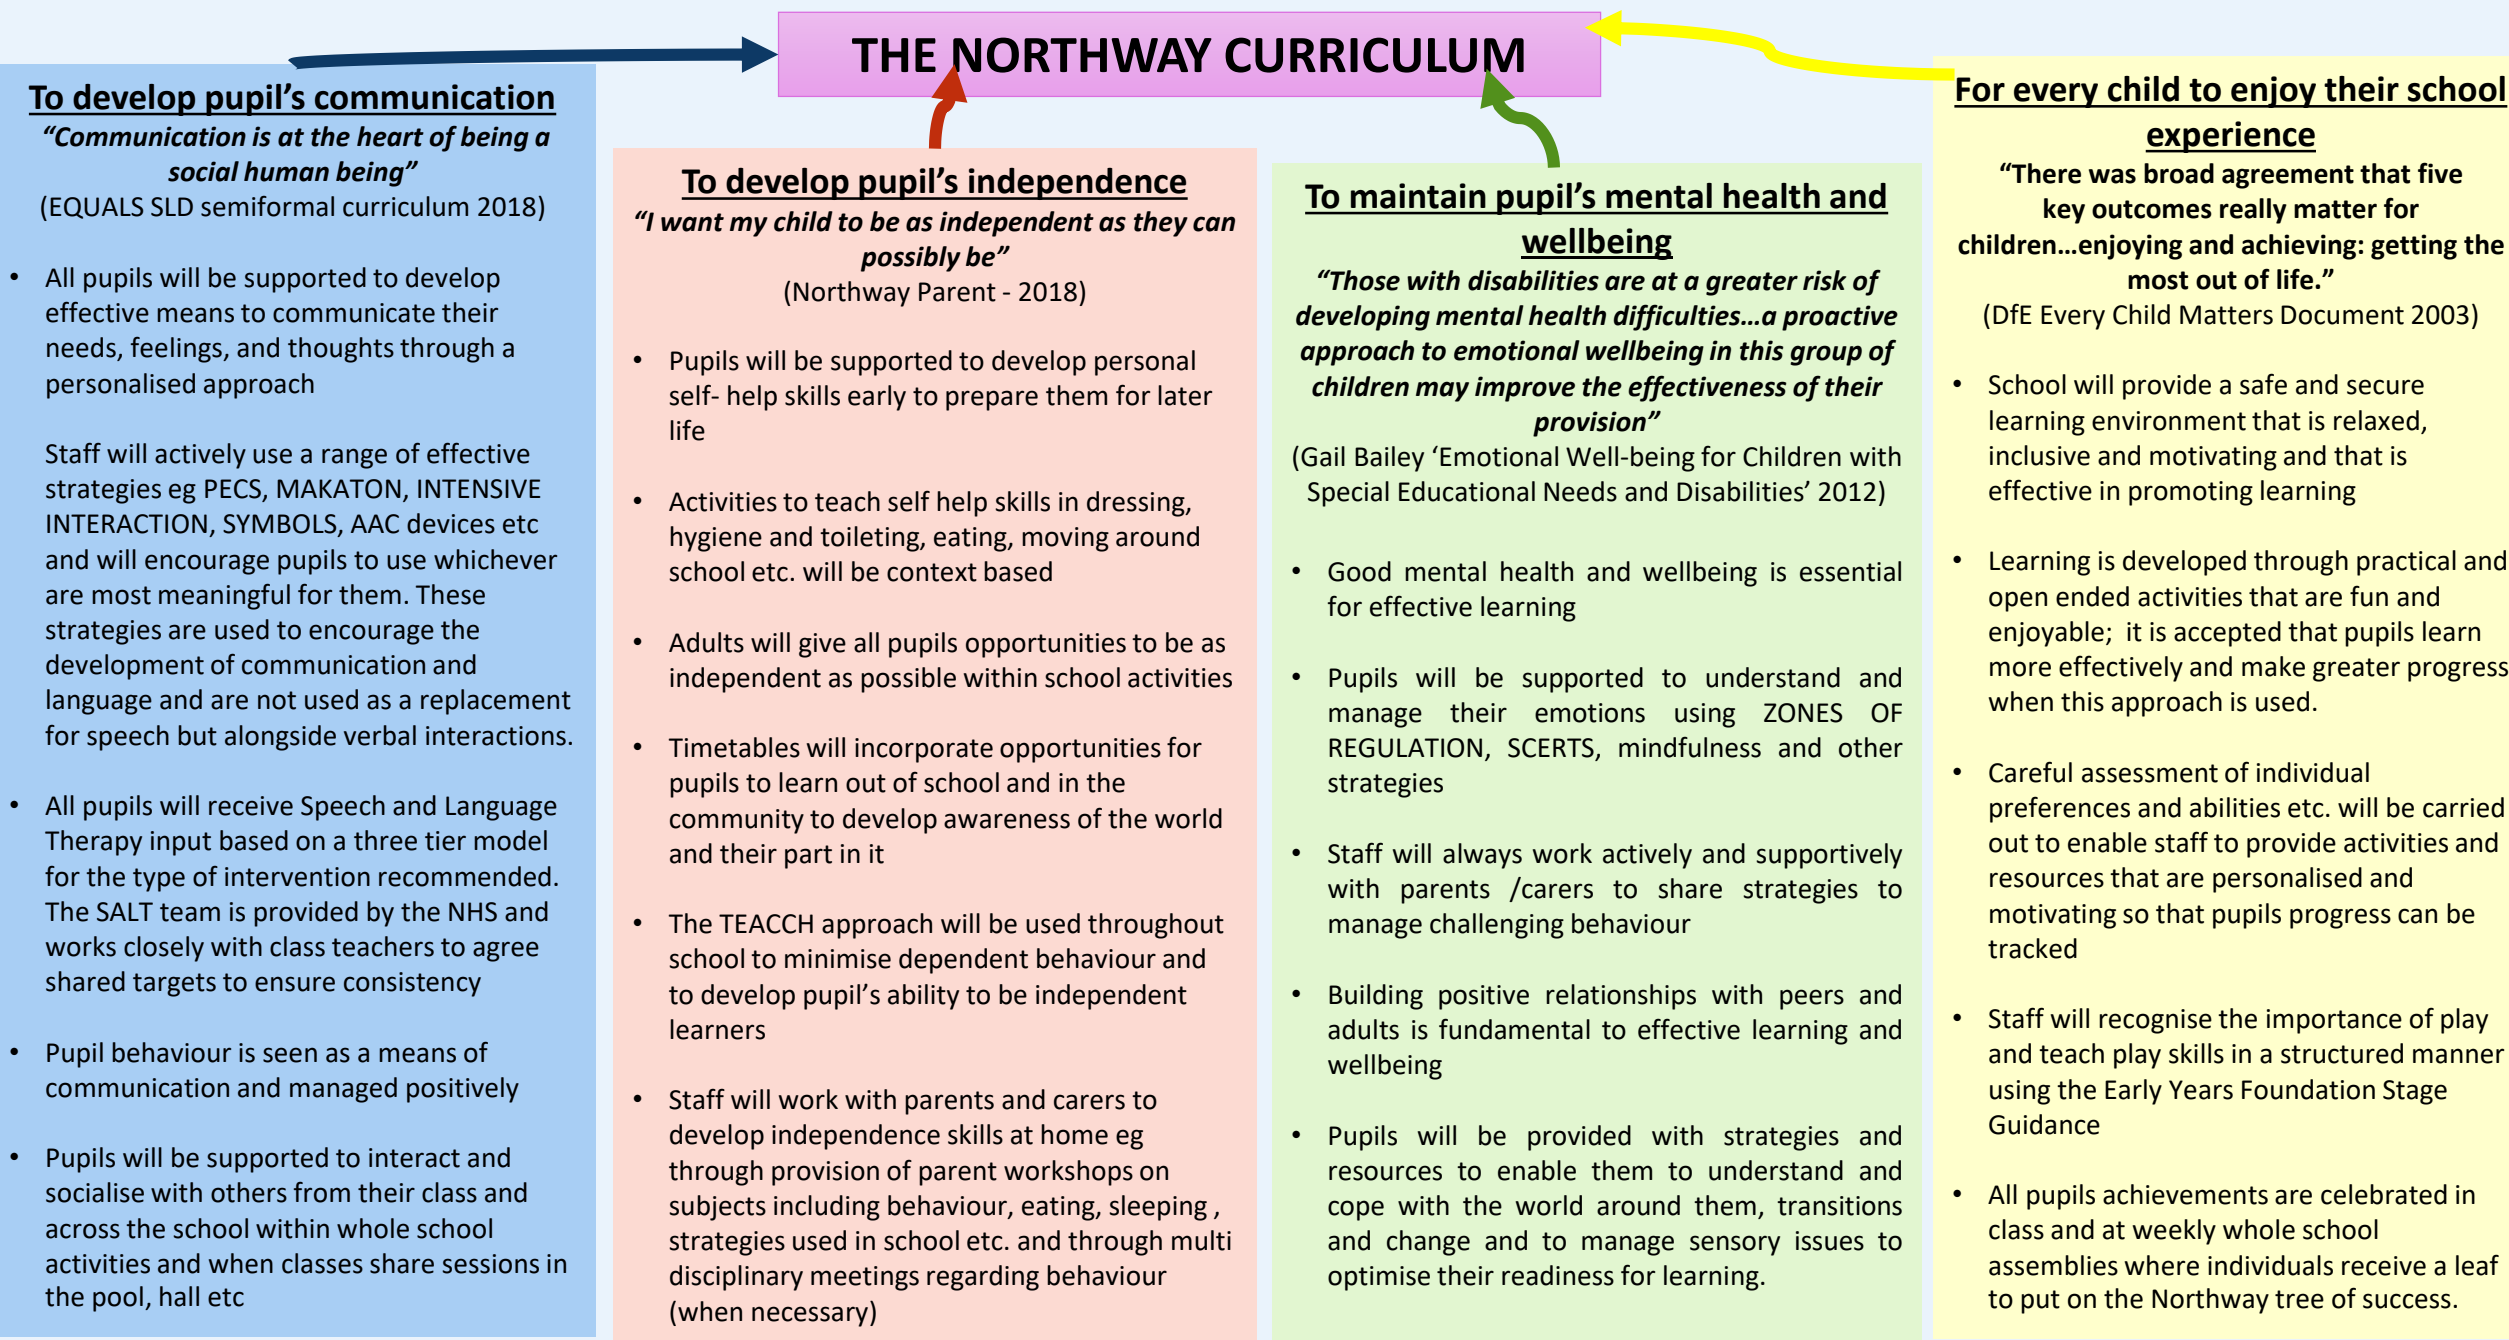 THE NORTHWAY CURRICULUM
To develop pupil's communication
“Communication is at the heart of being a
social human being”
(EQUALS SLD semiformal curriculum 2018)
• All pupils will be supported to develop
effective means to communicate their
needs, feelings, and thoughts through a
personalised approach
Staff will actively use a range of effective
strategies eg PECS, MAKATON, INTENSIVE
INTERACTION, SYMBOLS, AAC devices etc
and will encourage pupils to use whichever
are most meaningful for them. These
strategies are used to encourage the
development of communication and
language and are not used as a replacement
for speech but alongside verbal interactions.
• All pupils will receive Speech and Language
Therapy input based on a three tier model
for the type of intervention recommended.
The SALT team is provided by the NHS and
works closely with class teachers to agree
shared targets to ensure consistency
• Pupil behaviour is seen as a means of
communication and managed positively
• Pupils will be supported to interact and
socialise with others from their class and
across the school within whole school
activities and when classes share sessions in
the pool, hall etc
To develop pupil's independence
“I want my child to be as independent as they can
possibly be”
(Northway Parent - 2018)
• Pupils will be supported to develop personal
self- help skills early to prepare them for later
life
• Activities to teach self help skills in dressing,
hygiene and toileting, eating, moving around
school etc. will be context based
• Adults will give all pupils opportunities to be as
independent as possible within school activities
• Timetables will incorporate opportunities for
pupils to learn out of school and in the
community to develop awareness of the world
and their part in it
• The TEACCH approach will be used throughout
school to minimise dependent behaviour and
to develop pupil's ability to be independent
learners
• Staff will work with parents and carers to
develop independence skills at home eg
through provision of parent workshops on
subjects including behaviour, eating, sleeping ,
strategies used in school etc. and through multi
disciplinary meetings regarding behaviour
(when necessary)
To maintain pupil's mental health and
wellbeing
“Those with disabilities are at a greater risk of
developing mental health difficulties…a proactive
approach to emotional wellbeing in this group of
children may improve the effectiveness of their
provision”
(Gail Bailey ‘Emotional Well-being for Children with
Special Educational Needs and Disabilities’ 2012)
• Good mental health and wellbeing is essential
for effective learning
• Pupils will be supported to understand and
manage their emotions using ZONES OF
REGULATION, SCERTS, mindfulness and other
strategies
• Staff will always work actively and supportively
with parents /carers to share strategies to
manage challenging behaviour
• Building positive relationships with peers and
adults is fundamental to effective learning and
wellbeing
• Pupils will be provided with strategies and
resources to enable them to understand and
cope with the world around them, transitions
and change and to manage sensory issues to
optimise their readiness for learning.
For every child to enjoy their school
experience
“There was broad agreement that five
key outcomes really matter for
children…enjoying and achieving: getting the
most out of life.”
(DfE Every Child Matters Document 2003)
• School will provide a safe and secure
learning environment that is relaxed,
inclusive and motivating and that is
effective in promoting learning
• Learning is developed through practical and
open ended activities that are fun and
enjoyable; it is accepted that pupils learn
more effectively and make greater progress
when this approach is used.
• Careful assessment of individual
preferences and abilities etc. will be carried
out to enable staff to provide activities and
resources that are personalised and
motivating so that pupils progress can be
tracked
• Staff will recognise the importance of play
and teach play skills in a structured manner
using the Early Years Foundation Stage
Guidance
• All pupils achievements are celebrated in
class and at weekly whole school
assemblies where individuals receive a leaf
to put on the Northway tree of success.